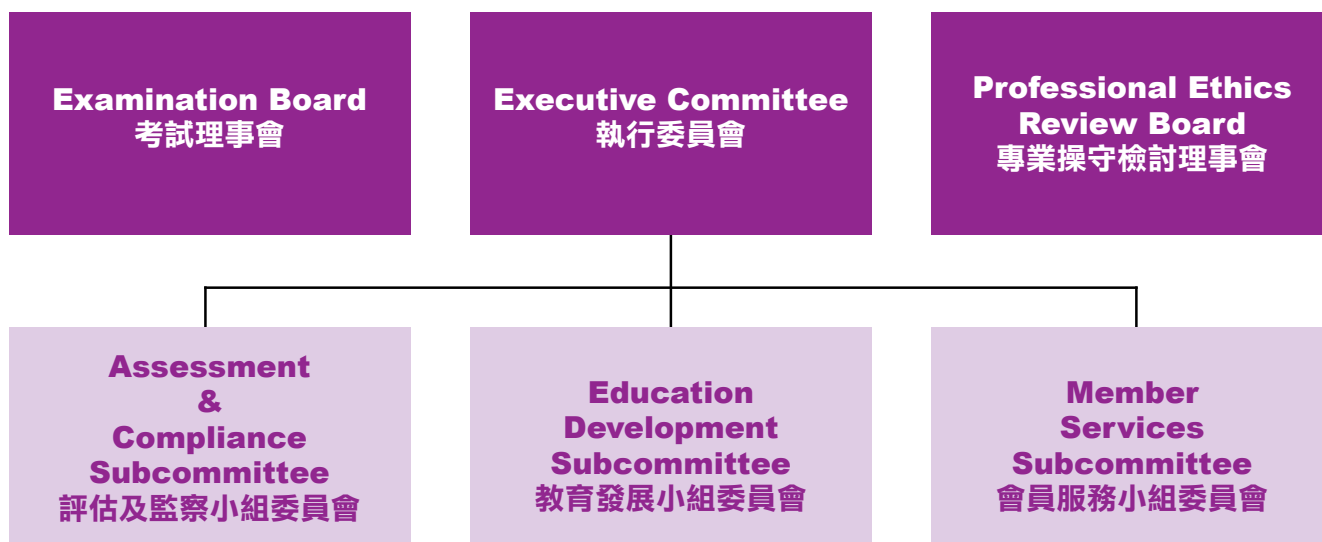 Examination Board
考試理事會
Executive Committee
執行委員會
Professional Ethics
Review Board
專業操守檢討理事會
Assessment
&
Compliance
Subcommittee
評估及監察小組委員會
Education
Development
Subcommittee
教育發展小組委員會
Member
Services
Subcommittee
會員服務小組委員會